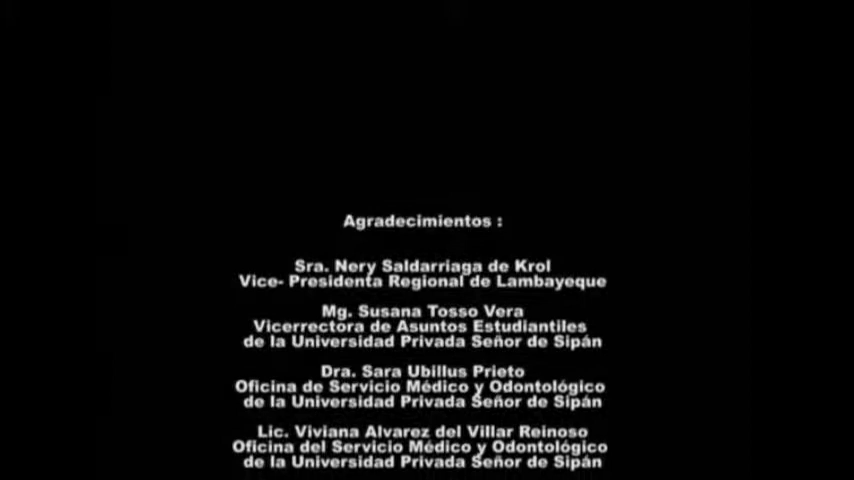 Agradecimientos :
Sra. Nery Saldarriaga de Krol
Vice- Presidenta Regional de Lambayeque
Mg. Susana Tosso Vera
Vicerrectora de Asuntos Estudiantiles
de la Universidad Privada Señor de Sipán
Dra. Sara Ubillus Prieto
Oficina de Servicio Médico y Odontológico
de la Universidad Privada Señor de Sipán
Lic. Viviana Alvarez del Villar Reinoso
Oficina del Servicio Médico y Odontológico
de la Universidad Privada Señor de Sipán